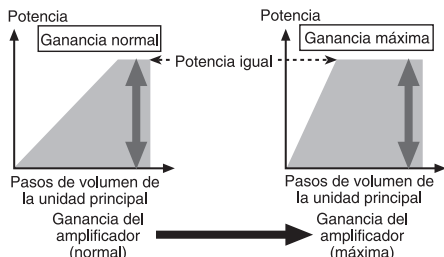 Potencia
Ganancia normal
Potencia igual
Pasos de volumen de
la unidad principal
Ganancia del
amplificador
(normal)
Potencia
Ganancia máxima
Pasos de volumen de
la unidad principal
Ganancia del
amplificador
(máxima)